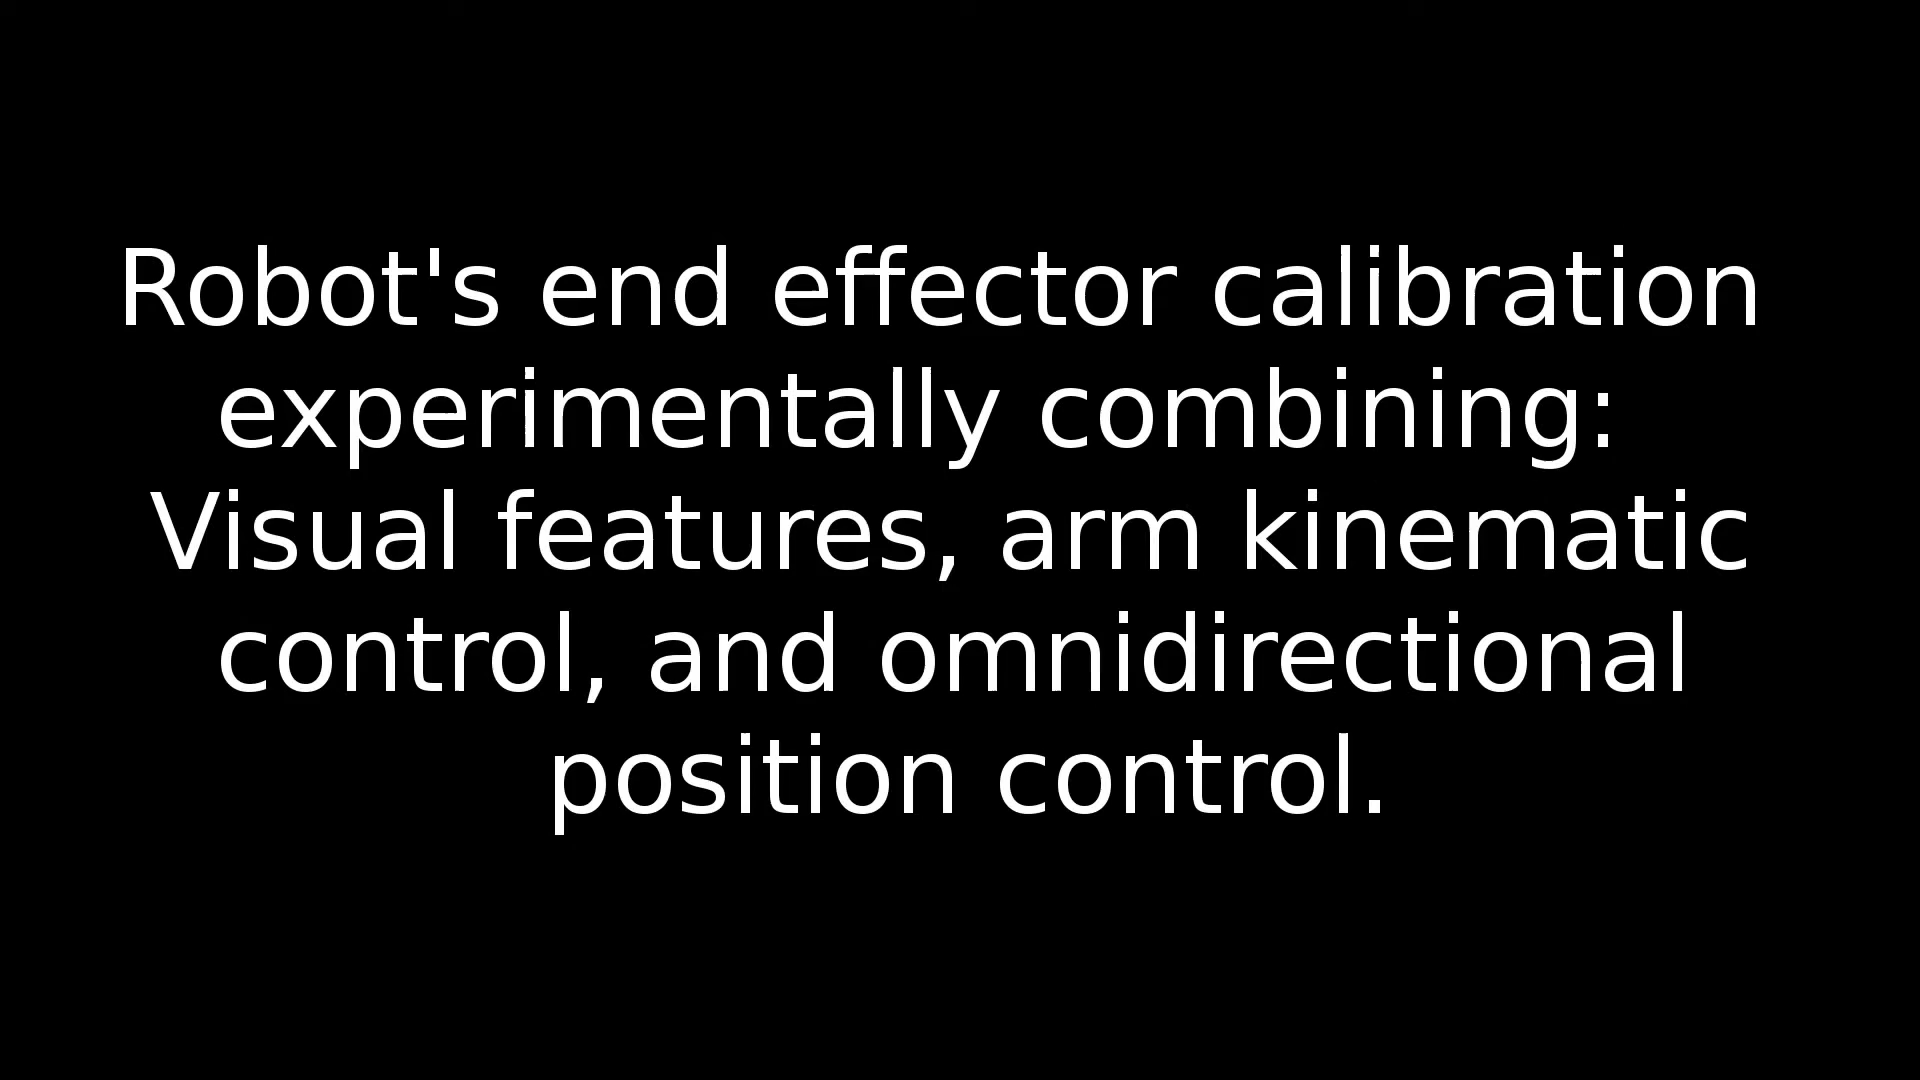 Robot's end effector calibration
experimentally combining:
Visual features, arm kinematic
control, and omnidirectional
position control.